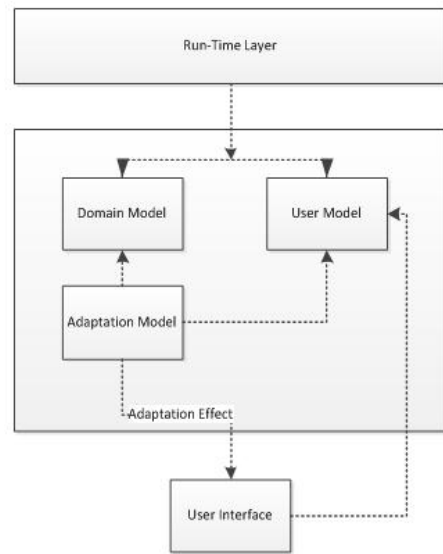 Run-Time Layer
Domain Model
User Model
Adaptation Model
Adaptation Effect
User Interface